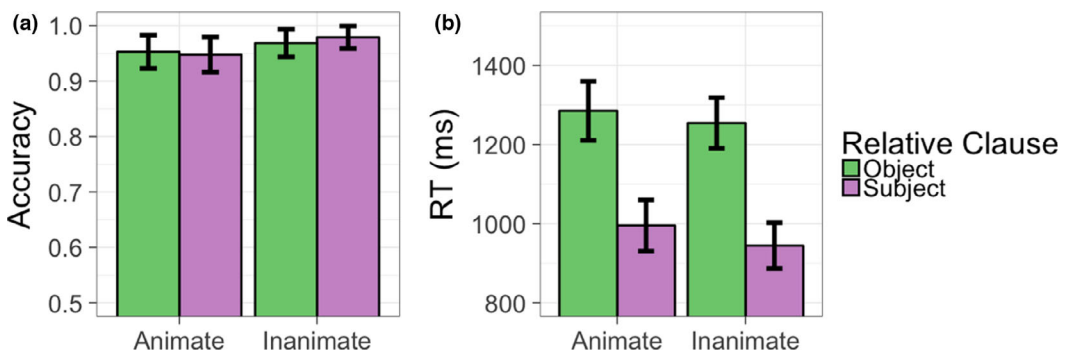 (a)
Accuracy
1.0
0.9
0.8
0.7
0.6
0.5
Animate
Inanimate
(b)
RT (ms)
1400
1200
1000
800
Animate
Inanimate
Relative Clause
Object
Subject